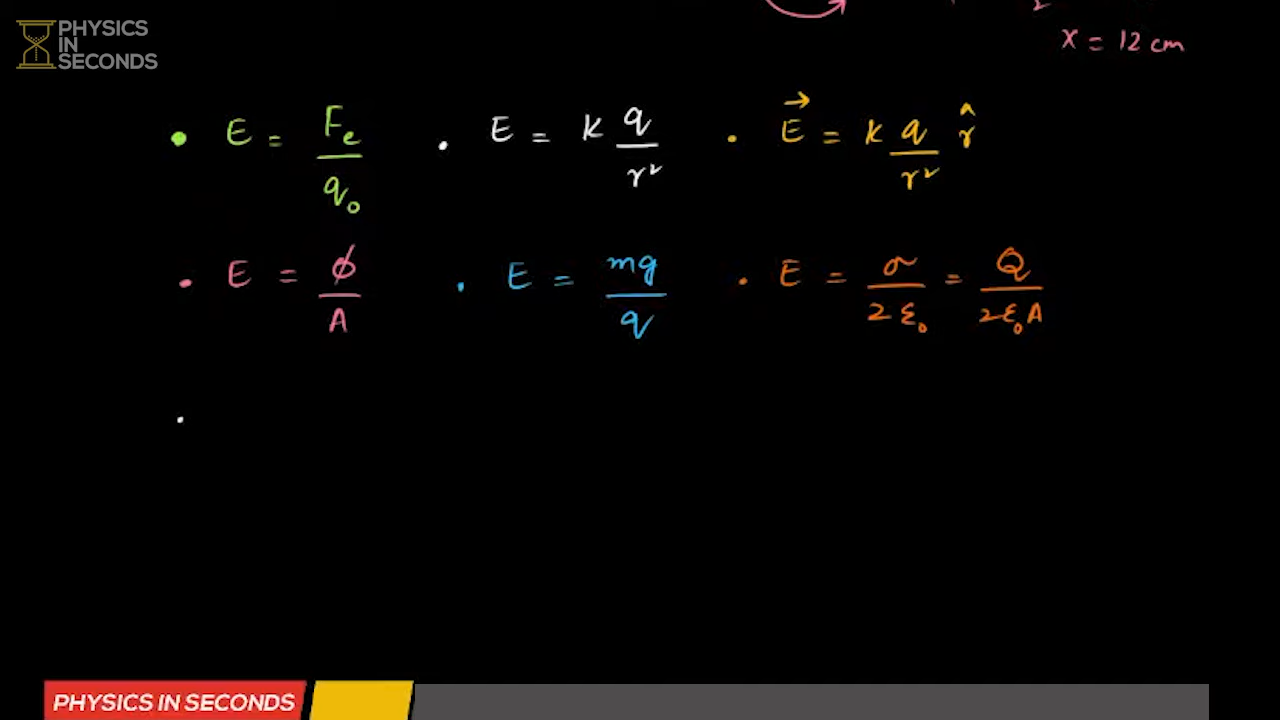 PHYSICS
IN
SECONDS
x = 12 cm
• E = Fe/q₀ • E = k q/r² • E⃗ = k q/r² r̂
• E = ϕ/A • E = mg/q • E = σ/2ε₀ = Q/2ε₀A
•
PHYSICS IN SECONDS